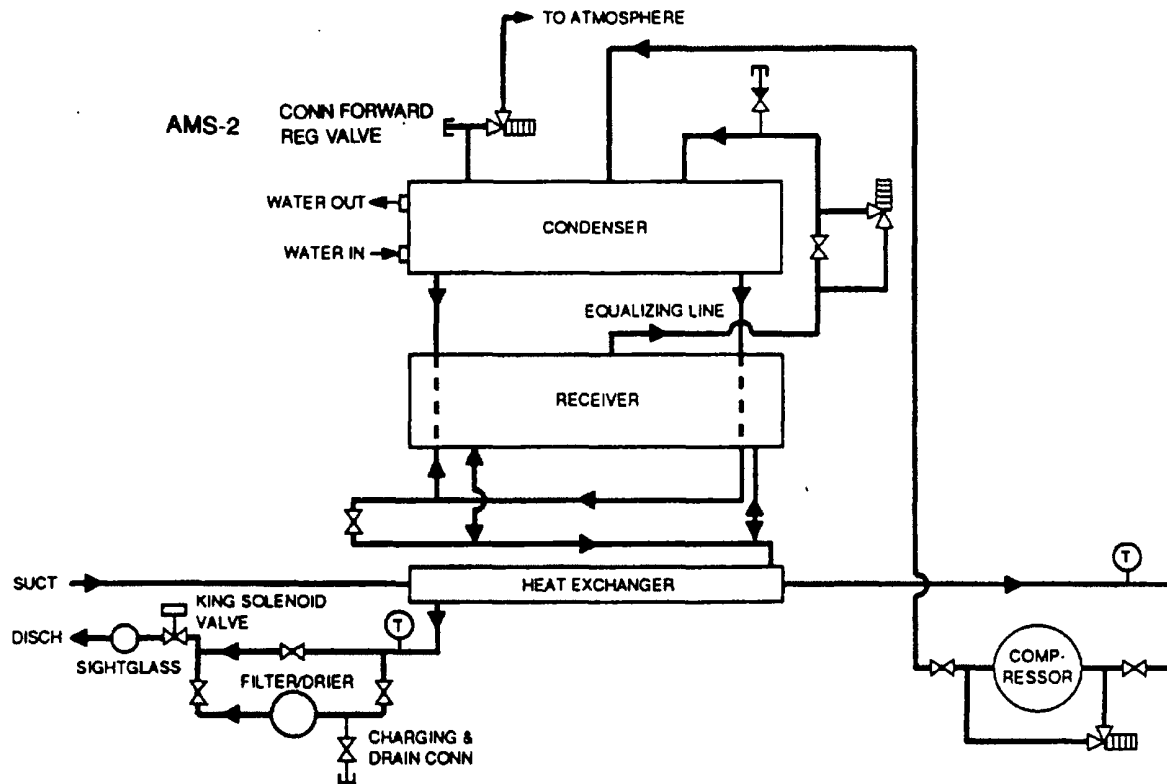 TO ATMOSPHERE
AMS-2
CONN FORWARD
REG VALVE
WATER OUT
CONDENSER
WATER IN
EQUALIZING LINE
RECEIVER
SUCT
HEAT EXCHANGER
T
KING SOLENOID
VALVE
T
DISCH
SIGHTGLASS
COMP-
RESSOR
FILTER/DRIER
CHARGING &
DRAIN CONN